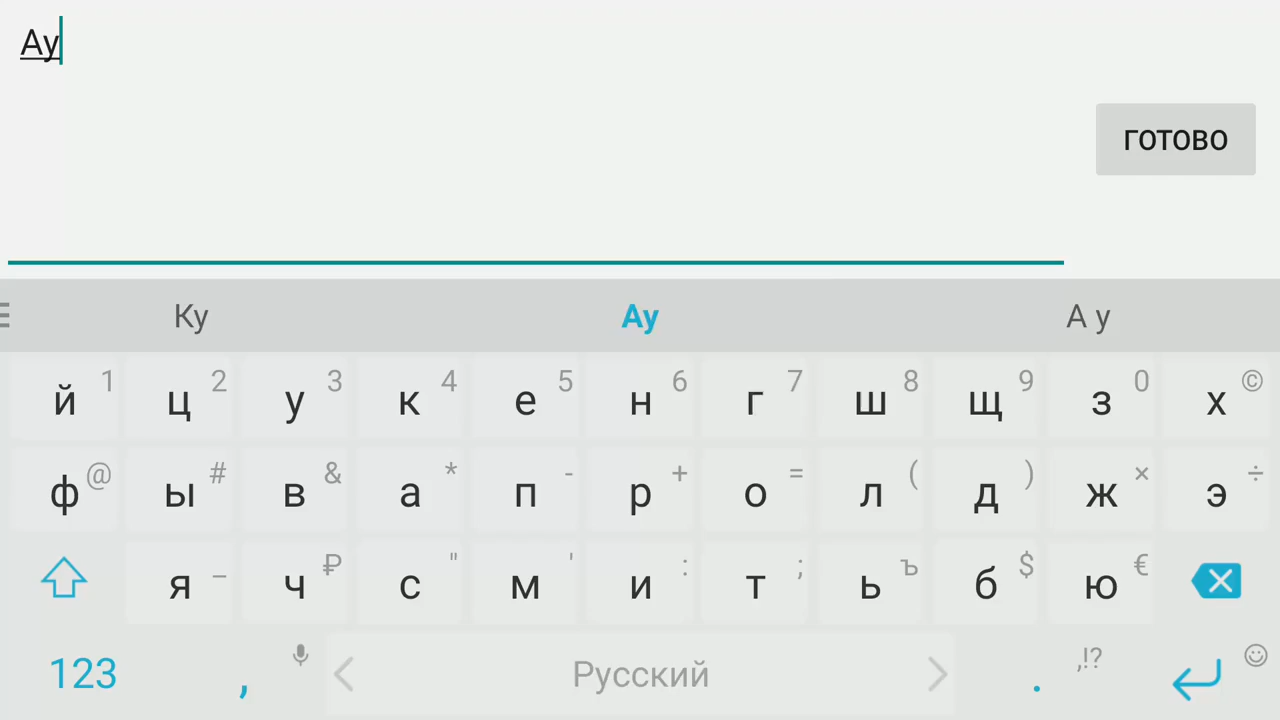 Ау
ГОТОВО
Ку Ау А у
й 1 ц 2 у 3 к 4 е 5 н 6 г 7 ш 8 щ 9 з 0 х ©
ф @ ы # в & а * п - р + о = л ( д ) ж × э ÷
я _ ч ₽ с " м ' и : т ; ь ъ б $ ю €
123 , Русский . ,!?